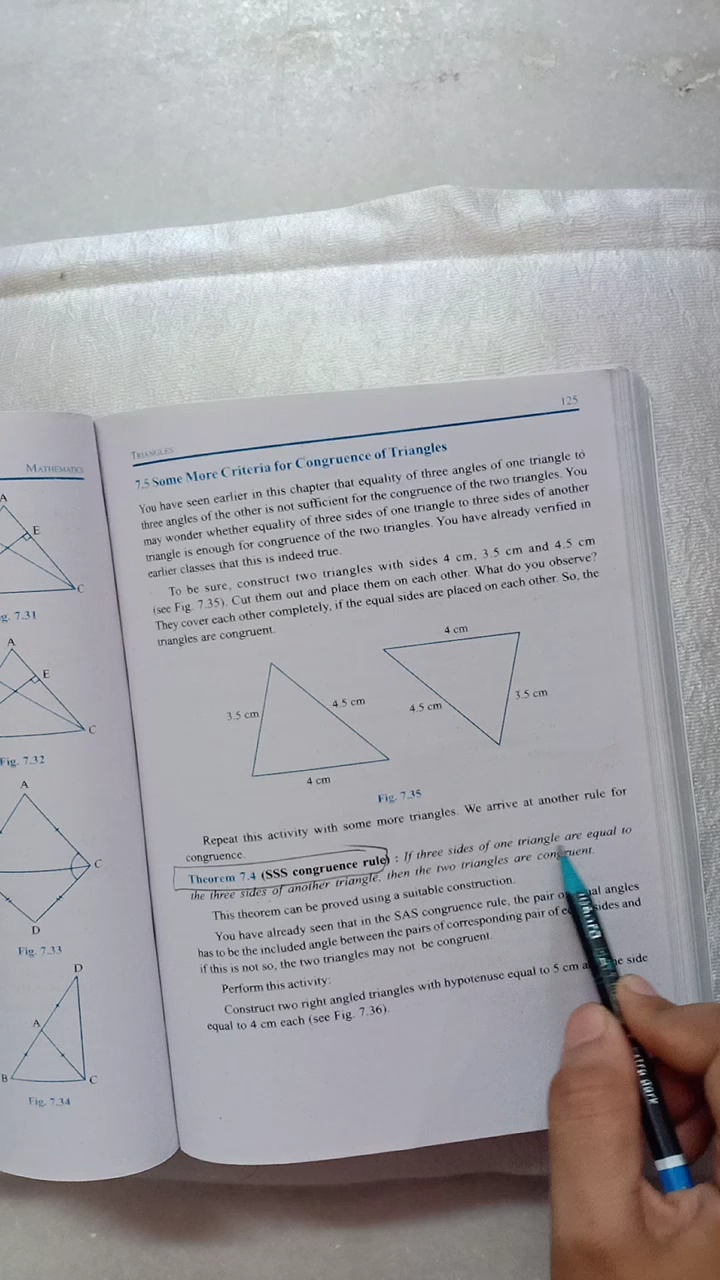 MATHEMATICS
A
E
C
g. 7.31
A
E
C
Fig. 7.32
A
C
D
Fig. 7.33
D
A
B
C
Fig. 7.34
TRIANGLES
125
7.5 Some More Criteria for Congruence of Triangles
You have seen earlier in this chapter that equality of three angles of one triangle to
three angles of the other is not sufficient for the congruence of the two triangles. You
may wonder whether equality of three sides of one triangle to three sides of another
triangle is enough for congruence of the two triangles. You have already verified in
earlier classes that this is indeed true.
To be sure, construct two triangles with sides 4 cm, 3.5 cm and 4.5 cm
(see Fig. 7.35). Cut them out and place them on each other. What do you observe?
They cover each other completely, if the equal sides are placed on each other. So, the
triangles are congruent.
4 cm
3.5 cm
4.5 cm
4.5 cm
3.5 cm
4 cm
Fig. 7.35
Repeat this activity with some more triangles. We arrive at another rule for
congruence.
Theorem 7.4 (SSS congruence rule) : If three sides of one triangle are equal to
the three sides of another triangle, then the two triangles are congruent.
This theorem can be proved using a suitable construction.
You have already seen that in the SAS congruence rule, the pair of equal angles
has to be the included angle between the pairs of corresponding pair of equal sides and
if this is not so, the two triangles may not be congruent.
Perform this activity:
Construct two right angled triangles with hypotenuse equal to 5 cm and one side
equal to 4 cm each (see Fig. 7.36).